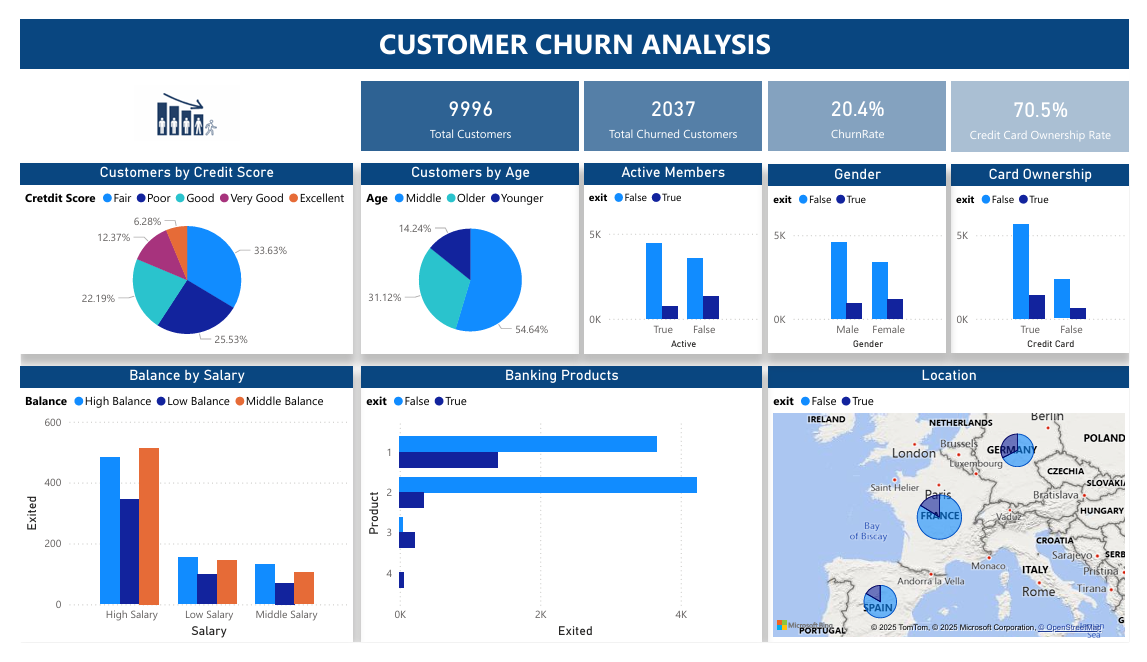 CUSTOMER CHURN ANALYSIS
9996
Total Customers
2037
Total Churned Customers
20.4%
ChurnRate
70.5%
Credit Card Ownership Rate
Customers by Credit Score
Cretdit Score Fair Poor Good Very Good Excellent
6.28%
12.37%
33.63%
22.19%
25.53%
Customers by Age
Age Middle Older Younger
14.24%
31.12%
54.64%
Active Members
exit False True
5K
0K
True False
Active
Gender
exit False True
5K
0K
Male Female
Gender
Card Ownership
exit False True
5K
0K
True False
Credit Card
Balance by Salary
Balance High Balance Low Balance Middle Balance
600
400
200
0
Exited
High Salary Low Salary Middle Salary
Salary
Banking Products
exit False True
Product
1
2
3
4
0K 2K 4K
Exited
Location
exit False True
IRELAND
NETHERLANDS
Berlin
London
Brussels
GERMANY
POLAND
Luxembourg
CZECHIA
Saint Helier
Paris
SLOVAKI
Bratislava
FRANCE
Vaduz
HUNGARY
Bay
of Biscay
CROATIA
Monaco
Sarajevo
SERB
ITALY
Pristina
Andorra la Vella
Rome
Tirana
SPAIN
Microsoft Bing
PORTUGAL
© 2025 TomTom, © 2025 Microsoft Corporation, © OpenStreetMap
Sea